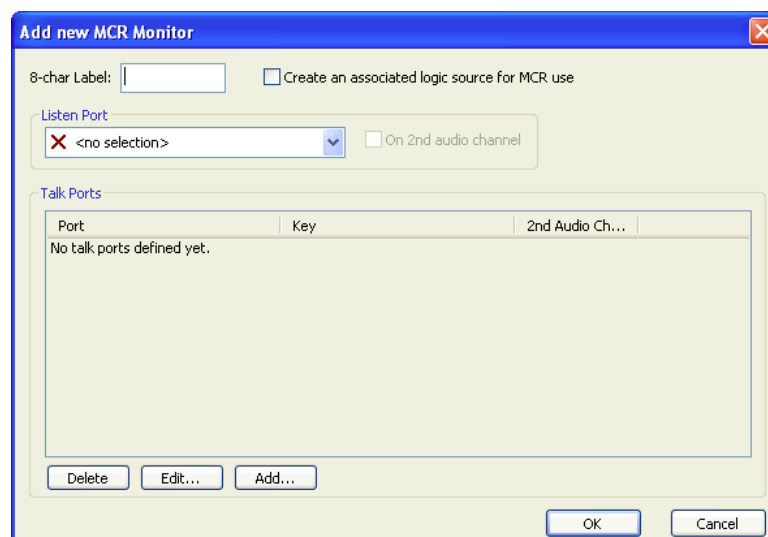 Add new MCR Monitor
8-char Label: Create an associated logic source for MCR use
Listen Port
<no selection> On 2nd audio channel
Talk Ports
Port Key 2nd Audio Ch...
No talk ports defined yet.
Delete Edit... Add...
OK Cancel